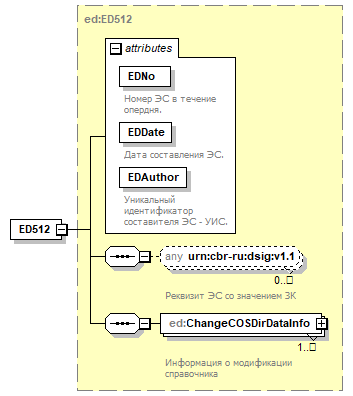 ed:ED512
attributes
EDNo
Номер ЭС в течение
опердня.
EDDate
Дата составления ЭС.
EDAuthor
Уникальный
идентификатор
составителя ЭС - УИС.
ED512
any urn:cbr-ru:dsig:v1.1
0..□
Реквизит ЭС со значением ЗК
ed:ChangeCOSDirDataInfo
1..□
Информация о модификации
справочника